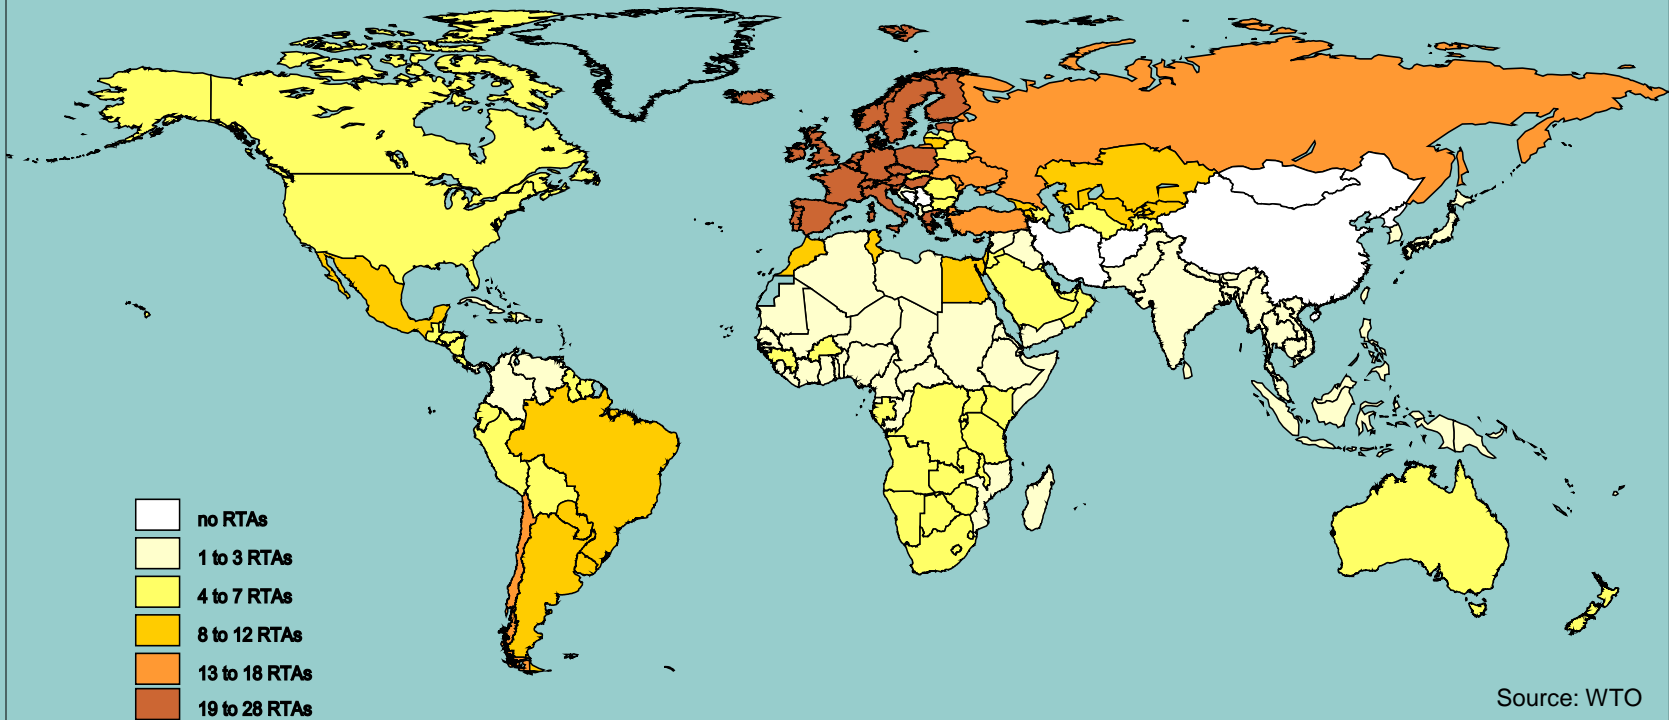 no RTAs
1 to 3 RTAs
4 to 7 RTAs
8 to 12 RTAs
13 to 18 RTAs
19 to 28 RTAs
Source: WTO